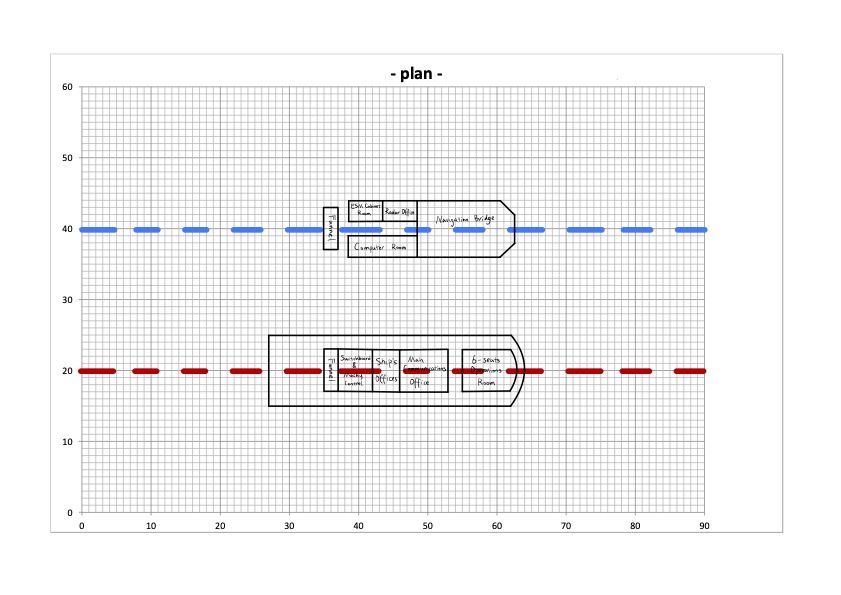 - plan -
60
50
ESM Cabinet
Room
Radar Office
Navigation Bridge
Funnel
40
Computer Room
30
Funnel
Switchboard
&
Machy
Control
Ship's
Offices
Main
Communications
Office
6-seats
Room
20
10
0
0 10 20 30 40 50 60 70 80 90